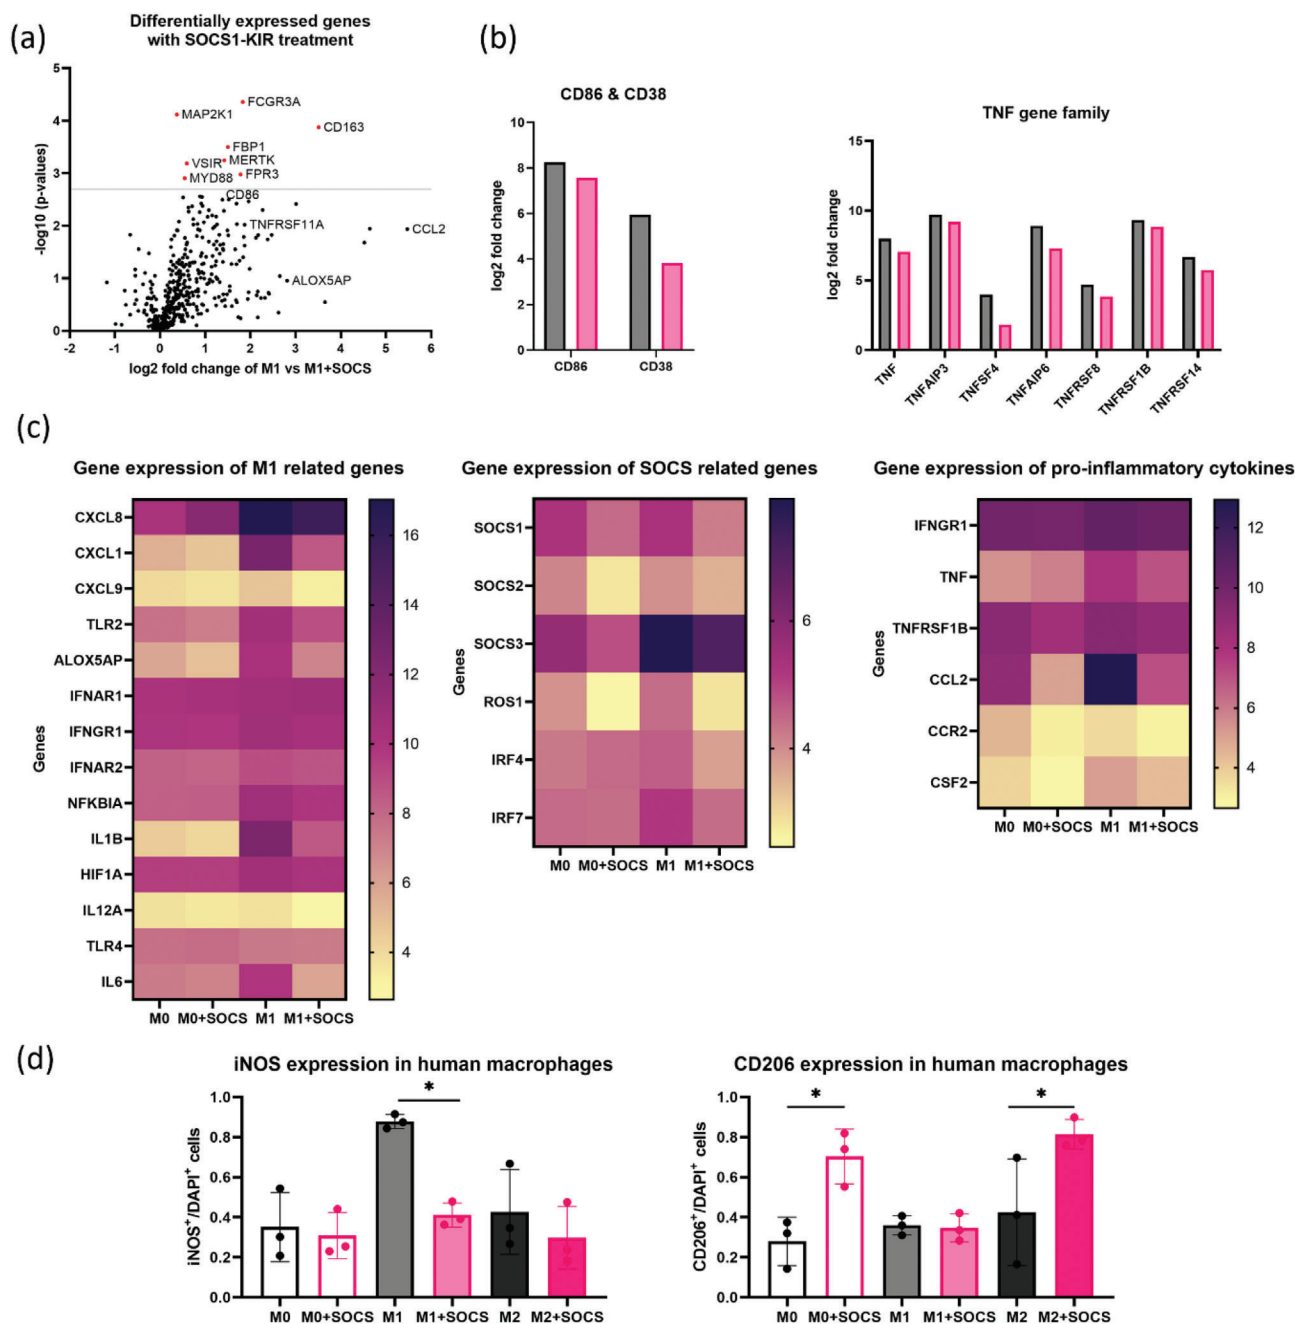 (a)
Differentially expressed genes
with SOCS1-KIR treatment
-log10 (p-values)
5
4
3
2
1
0
FCGR3A
MAP2K1
CD163
FBP1
VSIR
MERTK
MYD88
FPR3
CD86
TNFRSF11A
CCL2
ALOX5AP
-2 -1 0 1 2 3 4 5 6
log2 fold change of M1 vs M1+SOCS
(b)
CD86 & CD38
log2 fold change
10
8
6
4
2
0
CD86 CD38
TNF gene family
log2 fold change
15
10
5
0
TNF TNFAIP3 TNFSF4 TNFAIP6 TNFRSF8 TNFRSF1B TNFRSF14
(c)
Gene expression of M1 related genes
Genes
CXCL8
CXCL1
CXCL9
TLR2
ALOX5AP
IFNAR1
IFNGR1
IFNAR2
NFKBIA
IL1B
HIF1A
IL12A
TLR4
IL6
M0 M0+SOCS M1 M1+SOCS
16
14
12
10
8
6
4
Gene expression of SOCS related genes
Genes
SOCS1
SOCS2
SOCS3
ROS1
IRF4
IRF7
M0 M0+SOCS M1 M1+SOCS
6
4
Gene expression of pro-inflammatory cytokines
Genes
IFNGR1
TNF
TNFRSF1B
CCL2
CCR2
CSF2
M0 M0+SOCS M1 M1+SOCS
12
10
8
6
4
(d)
iNOS expression in human macrophages
iNOS+/DAPI+ cells
1.0
0.8
0.6
0.4
0.2
0.0
*
M0 M0+SOCS M1 M1+SOCS M2 M2+SOCS
CD206 expression in human macrophages
CD206+/DAPI+ cells
1.0
0.8
0.6
0.4
0.2
0.0
* *
M0 M0+SOCS M1 M1+SOCS M2 M2+SOCS